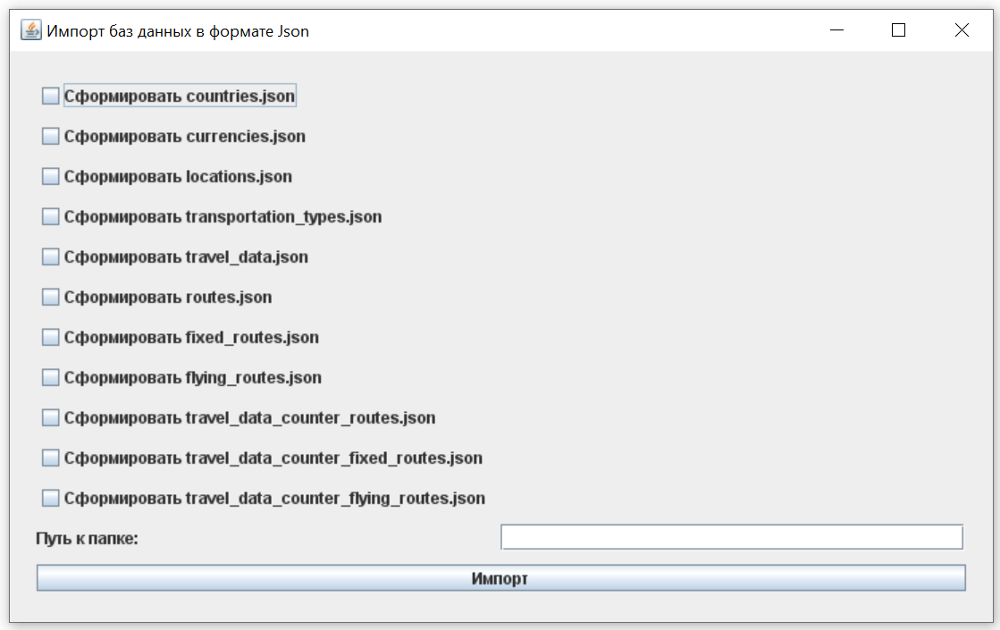 Импорт баз данных в формате Json
Сформировать countries.json
Сформировать currencies.json
Сформировать locations.json
Сформировать transportation_types.json
Сформировать travel_data.json
Сформировать routes.json
Сформировать fixed_routes.json
Сформировать flying_routes.json
Сформировать travel_data_counter_routes.json
Сформировать travel_data_counter_fixed_routes.json
Сформировать travel_data_counter_flying_routes.json
Путь к папке:
Импорт